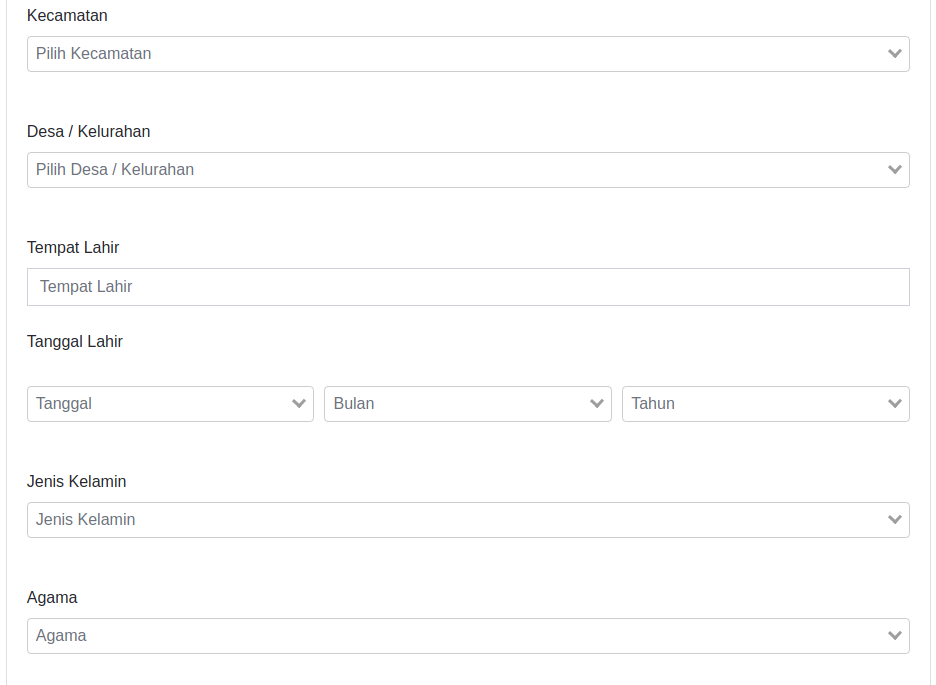 Kecamatan
Pilih Kecamatan
Desa / Kelurahan
Pilih Desa / Kelurahan
Tempat Lahir
Tempat Lahir
Tanggal Lahir
Tanggal Bulan Tahun
Jenis Kelamin
Jenis Kelamin
Agama
Agama